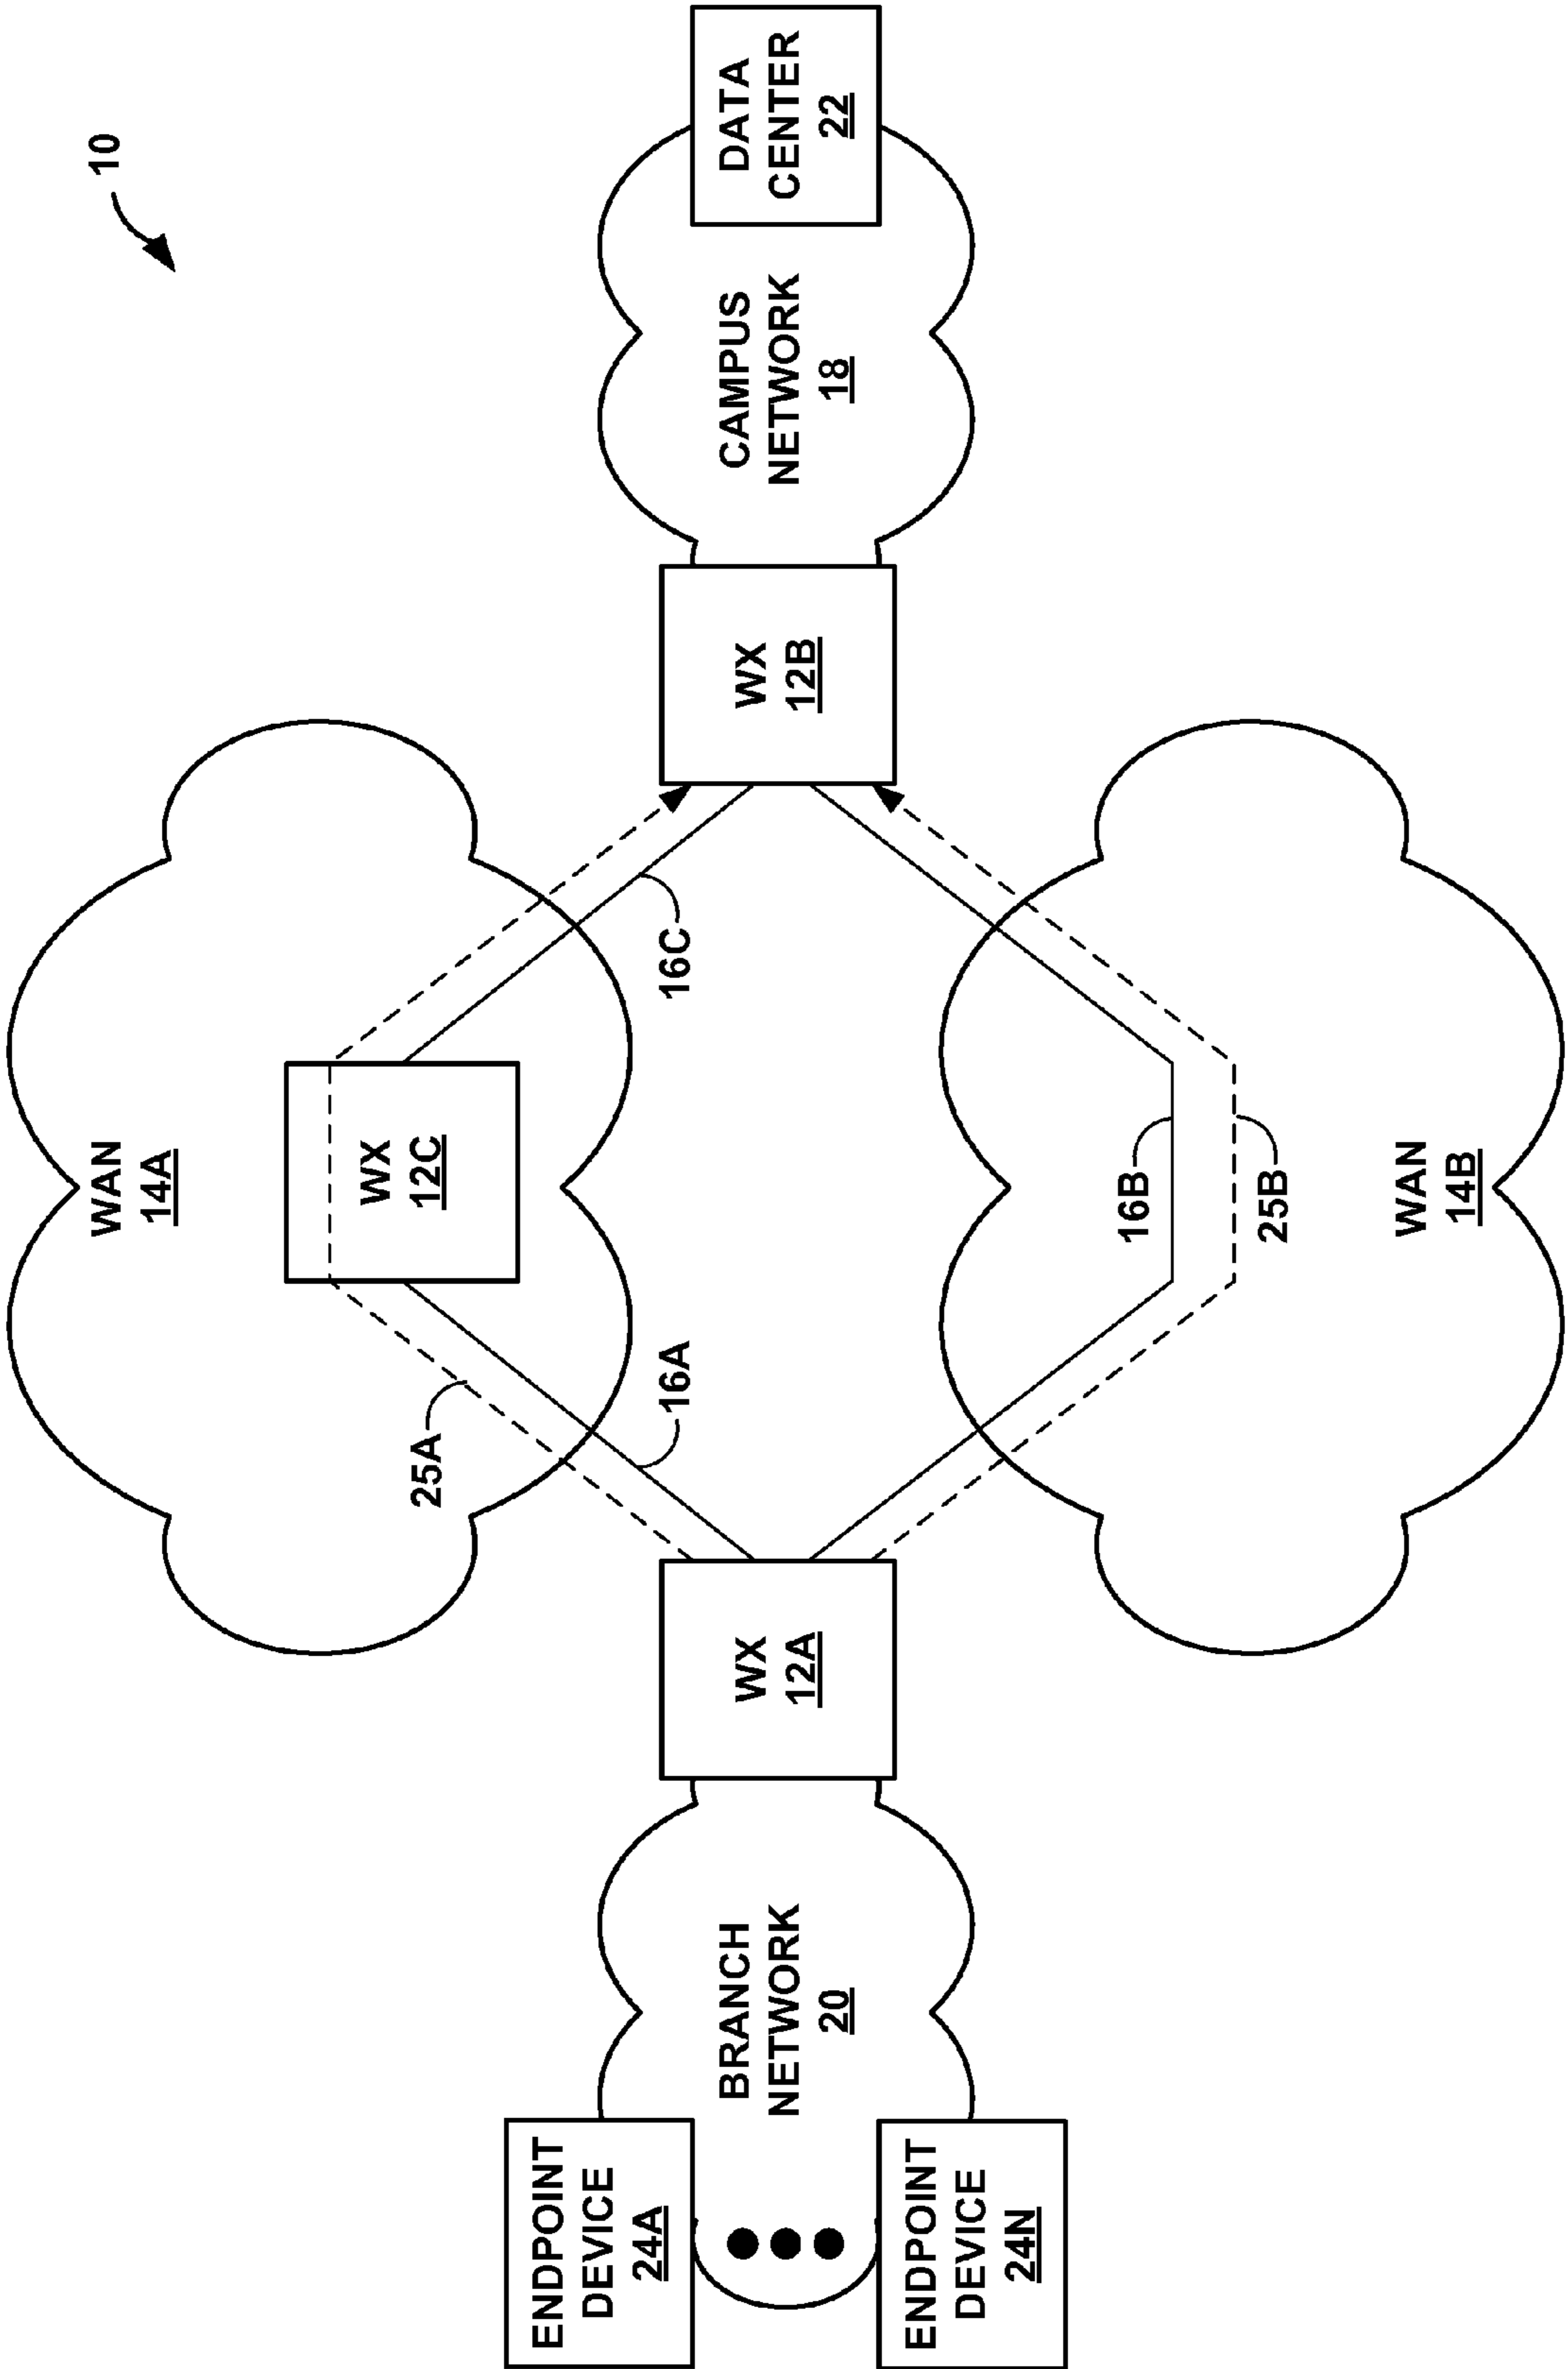 10
WAN
14A
WX
12C
25A
16A
16C
ENDPOINT
DEVICE
24A
BRANCH
NETWORK
20
WX
12A
WX
12B
CAMPUS
NETWORK
18
DATA
CENTER
22
ENDPOINT
DEVICE
24N
16B
25B
WAN
14B